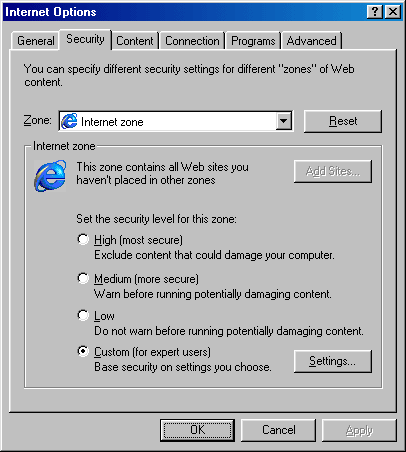 Internet Options
General Security Content Connection Programs Advanced
You can specify different security settings for different "zones" of Web
content.
Zone: Internet zone Reset
Internet zone
This zone contains all Web sites you
haven't placed in other zones
Add Sites...
Set the security level for this zone:
High (most secure)
Exclude content that could damage your computer.
Medium (more secure)
Warn before running potentially damaging content.
Low
Do not warn before running potentially damaging content.
Custom (for expert users)
Base security on settings you choose.
Settings...
OK Cancel Apply